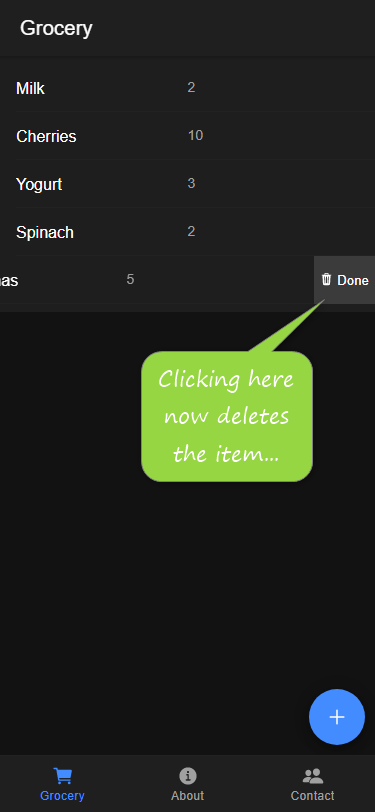 Grocery
Milk 2
Cherries 10
Yogurt 3
Spinach 2
nas 5 Done
Clicking here
now deletes
the item...
Grocery About Contact